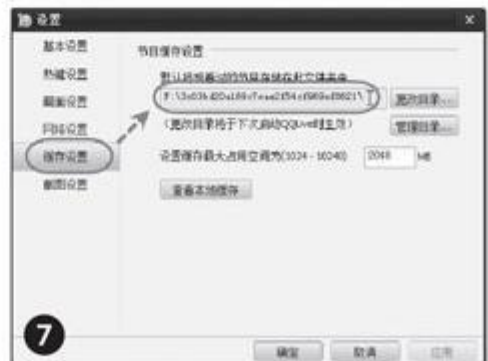 设置
基本设置
热键设置
画面设置
网络设置
缓存设置
截图设置
节目缓存设置
默认将观看过的节目存储在此文件夹中
更改目录...
(更改目录将于下次启动QQLive时生效)
管理目录...
设置缓存最大占用空间为(1024 - 10240) 2048 MB
查看本地缓存
7
确定 取消 应用